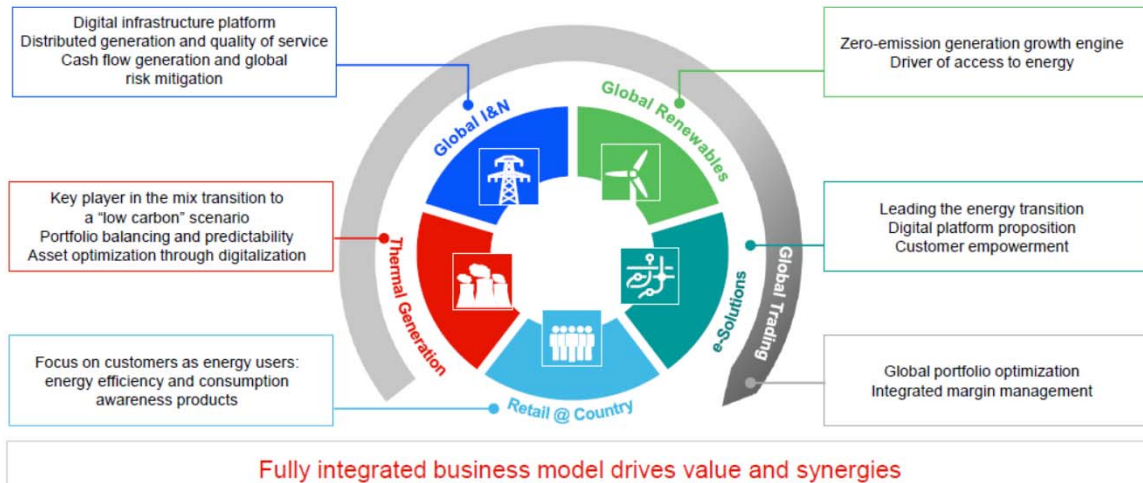 Digital infrastructure platform
Distributed generation and quality of service
Cash flow generation and global
risk mitigation
Zero-emission generation growth engine
Driver of access to energy
Global I&N
Global Renewables
Key player in the mix transition to
a “low carbon” scenario
Portfolio balancing and predictability
Asset optimization through digitalization
Thermal Generation
Leading the energy transition
Digital platform proposition
Customer empowerment
e-Solutions
Global Trading
Focus on customers as energy users:
energy efficiency and consumption
awareness products
Retail @ Country
Global portfolio optimization
Integrated margin management
Fully integrated business model drives value and synergies